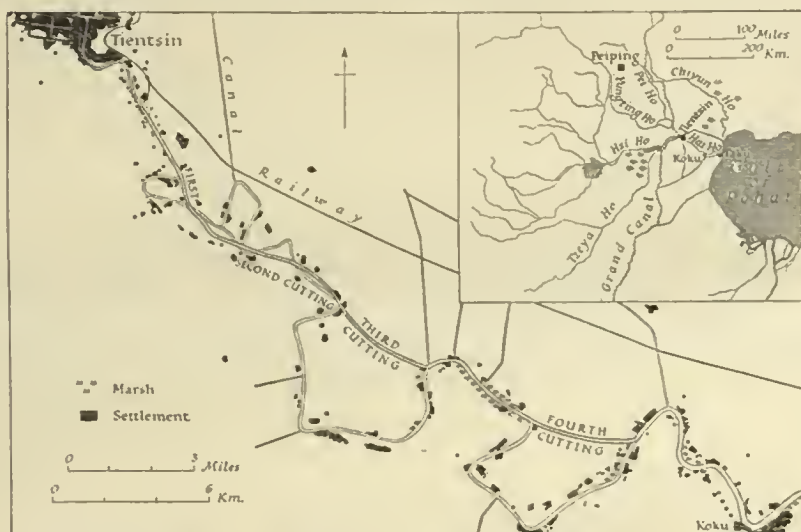 Tientsin
Canal
Railway
FIRST
SECOND CUTTING
THIRD
CUTTING
FOURTH
CUTTING
Koku
Marsh
Settlement
0 3 Miles
0 6 Km.
0 100
Miles
0 200
Km.
Peiping
Pei Ho
Chiyun Ho
Ho
Tientsin
Hsi Ho
Hai Ho
Koku
Tzeya Ho
Grand Canal